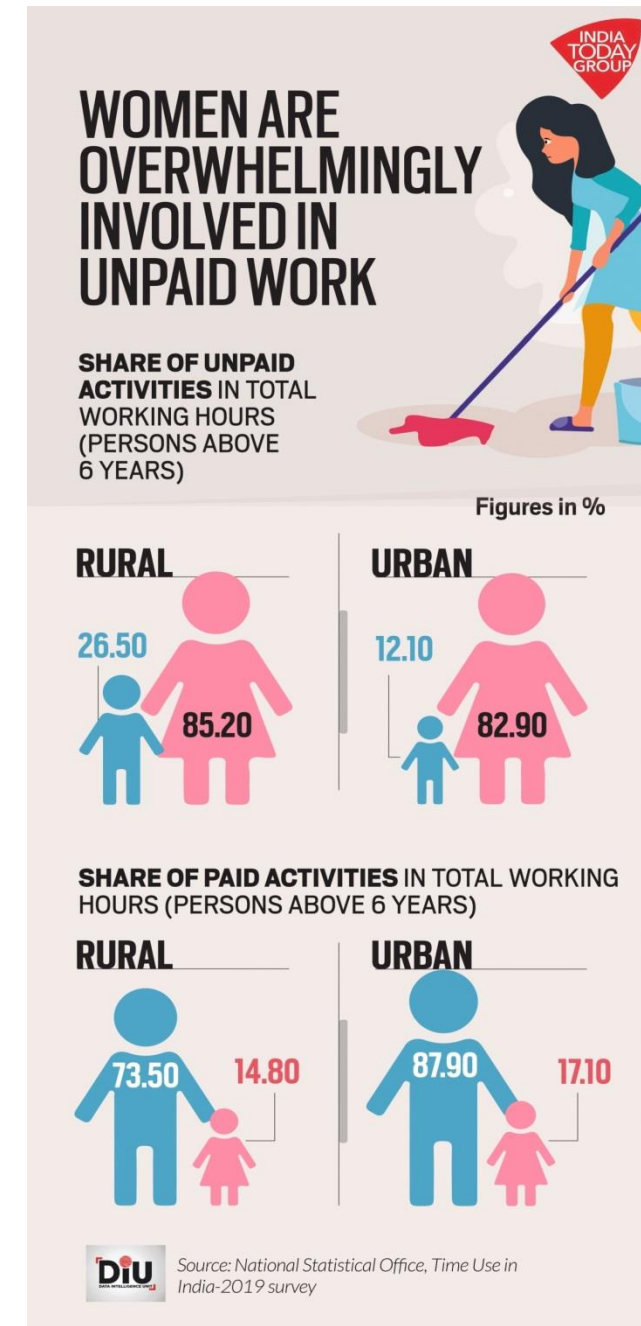 INDIA
TODAY
GROUP
WOMEN ARE
OVERWHELMINGLY
INVOLVED IN
UNPAID WORK
SHARE OF UNPAID
ACTIVITIES IN TOTAL
WORKING HOURS
(PERSONS ABOVE
6 YEARS)
Figures in %
RURAL
26.50
85.20
URBAN
12.10
82.90
SHARE OF PAID ACTIVITIES IN TOTAL WORKING
HOURS (PERSONS ABOVE 6 YEARS)
RURAL
73.50
14.80
URBAN
87.90
17.10
DiU
DATA INTELLIGENCE UNIT
Source: National Statistical Office, Time Use in
India-2019 survey